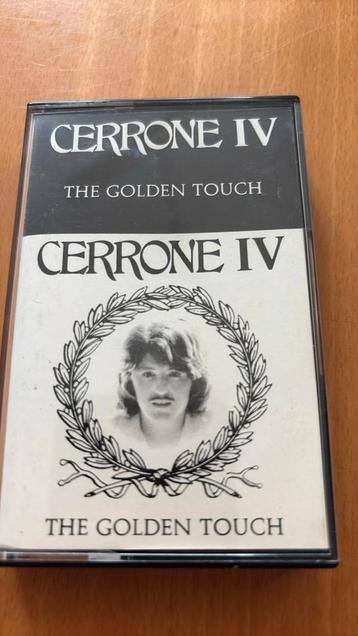 CERRONE IV
THE GOLDEN TOUCH
CERRONE IV
THE GOLDEN TOUCH